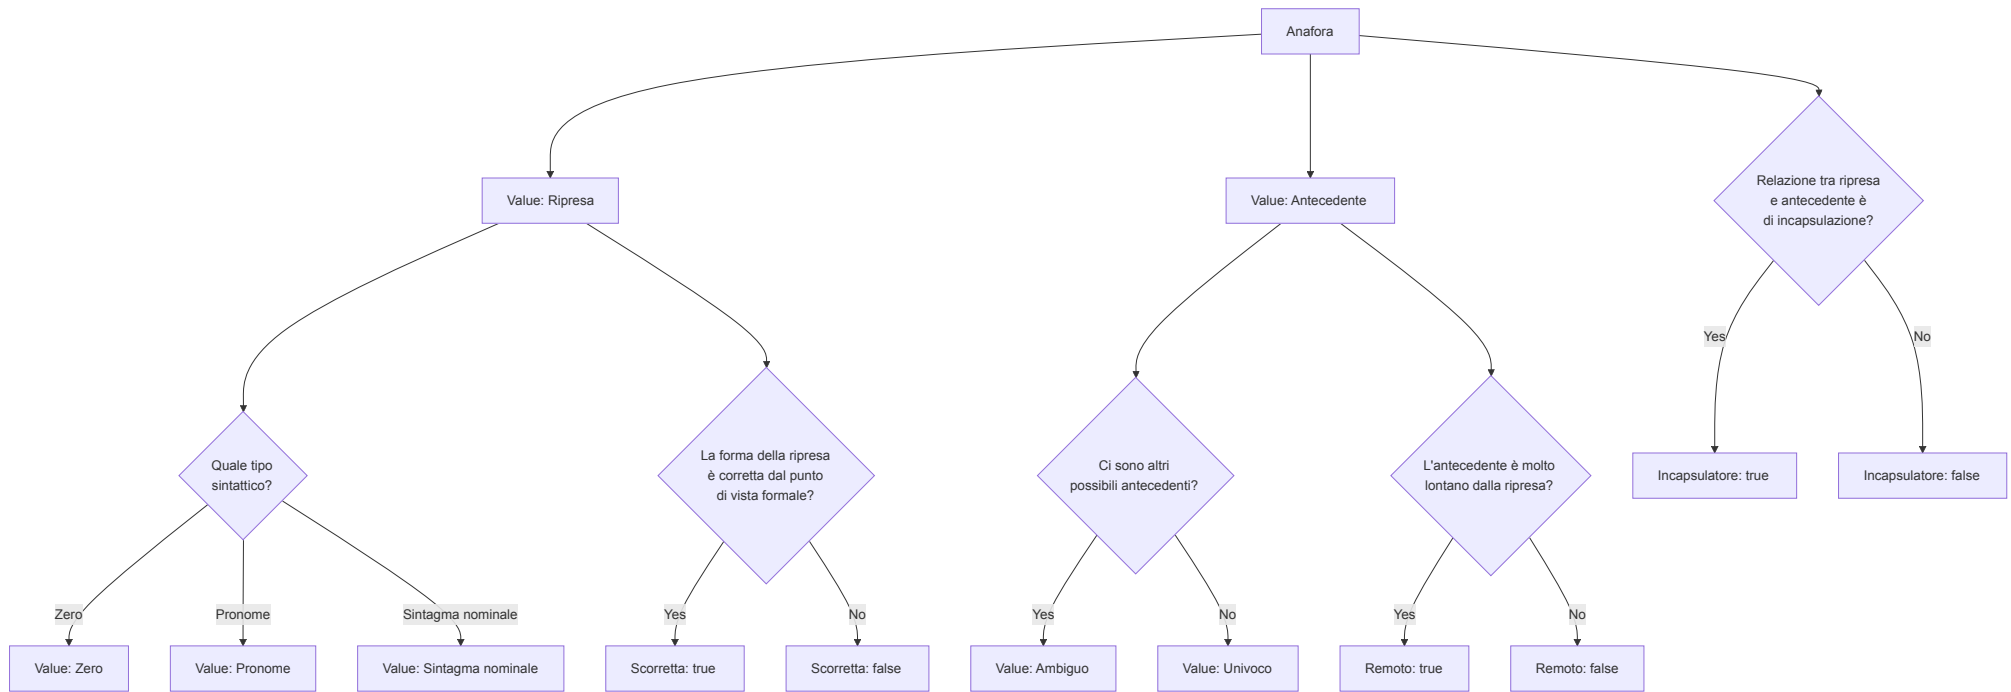 Anafora
Value: Ripresa
Value: Antecedente
Relazione tra ripresa
e antecedente è
di incapsulazione?
Yes
No
Quale tipo
sintattico?
La forma della ripresa
è corretta dal punto
di vista formale?
Ci sono altri
possibili antecedenti?
L'antecedente è molto
lontano dalla ripresa?
Incapsulatore: true
Incapsulatore: false
Zero
Pronome
Sintagma nominale
Yes
No
Yes
No
Yes
No
Value: Zero
Value: Pronome
Value: Sintagma nominale
Scorretta: true
Scorretta: false
Value: Ambiguo
Value: Univoco
Remoto: true
Remoto: false